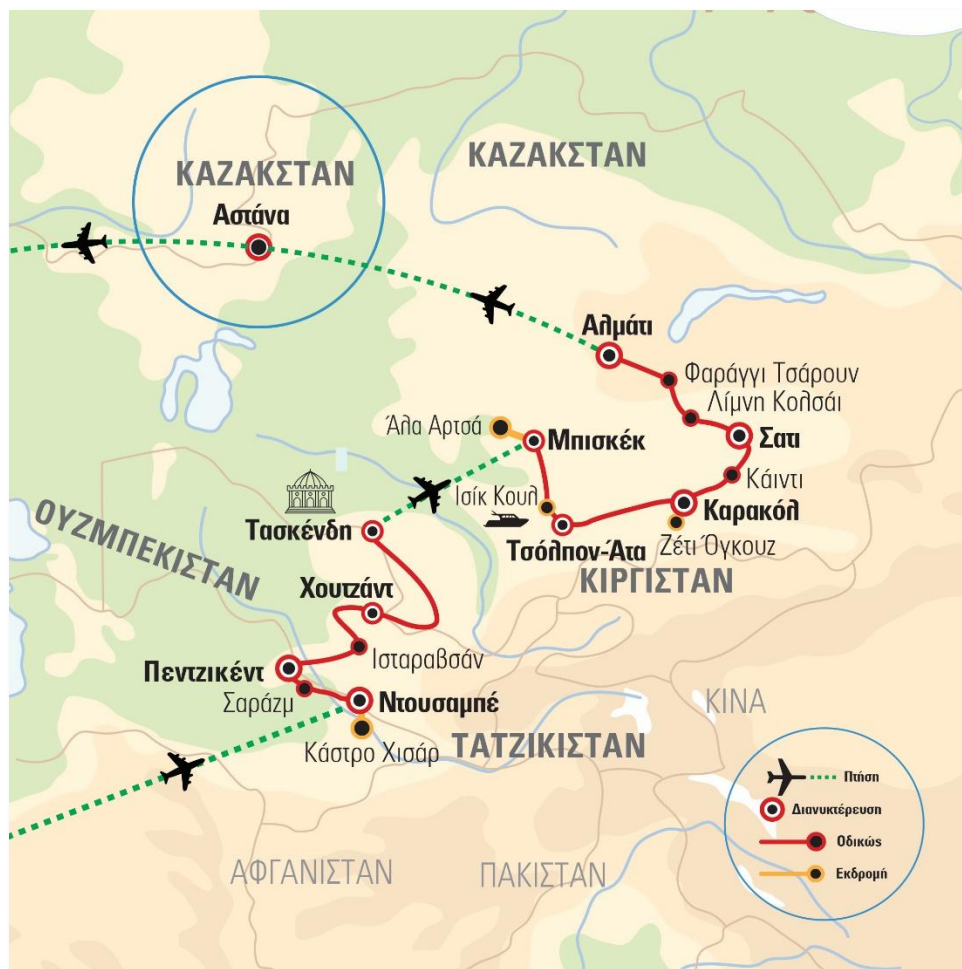 ΚΑΖΑΚΣΤΑΝ
ΚΑΖΑΚΣΤΑΝ
Αστάνα
Αλμάτι
Φαράγγι Τσάρουν
Λίμνη Κολσάι
Άλα Αρτσά
Μπισκέκ
Σατι
Κάιντι
Ισίκ Κουλ
Καρακόλ
Τασκένδη
Τσόλπον-Άτα
Ζέτι Όγκουζ
ΟΥΖΜΠΕΚΙΣΤΑΝ
ΚΙΡΓΙΣΤΑΝ
Χουτζάντ
Ισταραβσάν
Πεντζικέντ
Σαράζμ
Ντουσαμπέ
ΚΙΝΑ
Κάστρο Χισάρ
ΤΑΤΖΙΚΙΣΤΑΝ
Πτήση
Διανυκτέρευση
Οδικώς
Εκδρομή
ΑΦΓΑΝΙΣΤΑΝ
ΠΑΚΙΣΤΑΝ